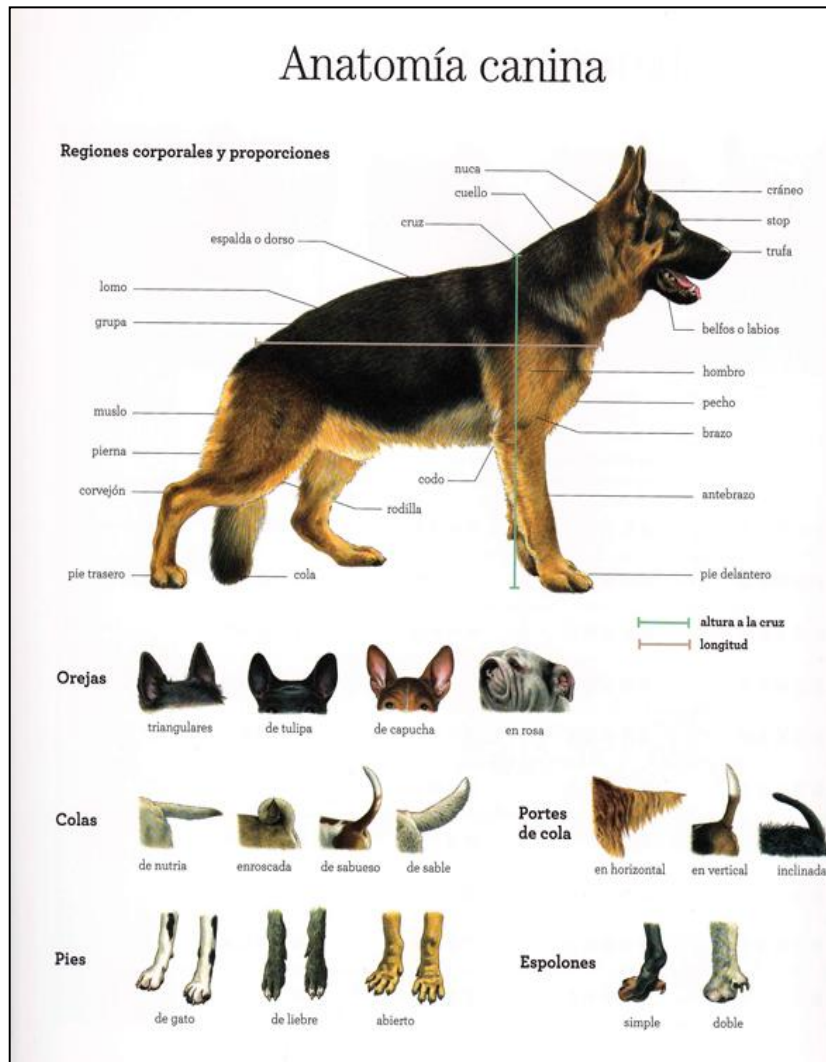 Anatomía canina
Regiones corporales y proporciones
nuca
cuello
cruz
espalda o dorso
lomo
grupa
muslo
pierna
corvejón
pie trasero
cola
rodilla
codo
cráneo
stop
trufa
belfos o labios
hombro
pecho
brazo
antebrazo
pie delantero
altura a la cruz
longitud
Orejas
triangulares
de tulipa
de capucha
en rosa
Colas
de nutria
enroscada
de sabueso
de sable
Portes
de cola
en horizontal
en vertical
inclinada
Pies
de gato
de liebre
abierto
Espolones
simple
doble